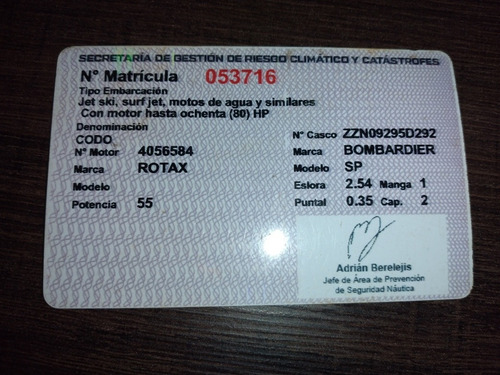 SECRETARÍA DE GESTIÓN DE RIESGO CLIMÁTICO Y CATÁSTROFES
N° Matrícula 053716
Tipo Embarcación
Jet ski, surf jet, motos de agua y similares
Con motor hasta ochenta (80) HP
Denominación
CODO
N° Casco ZZN09295D292
N° Motor 4056584
Marca BOMBARDIER
Marca ROTAX
Modelo SP
Modelo
Eslora 2.54 Manga 1
Potencia 55
Puntal 0.35 Cap. 2
Adrián Berelejis
Jefe de Área de Prevención
de Seguridad Náutica